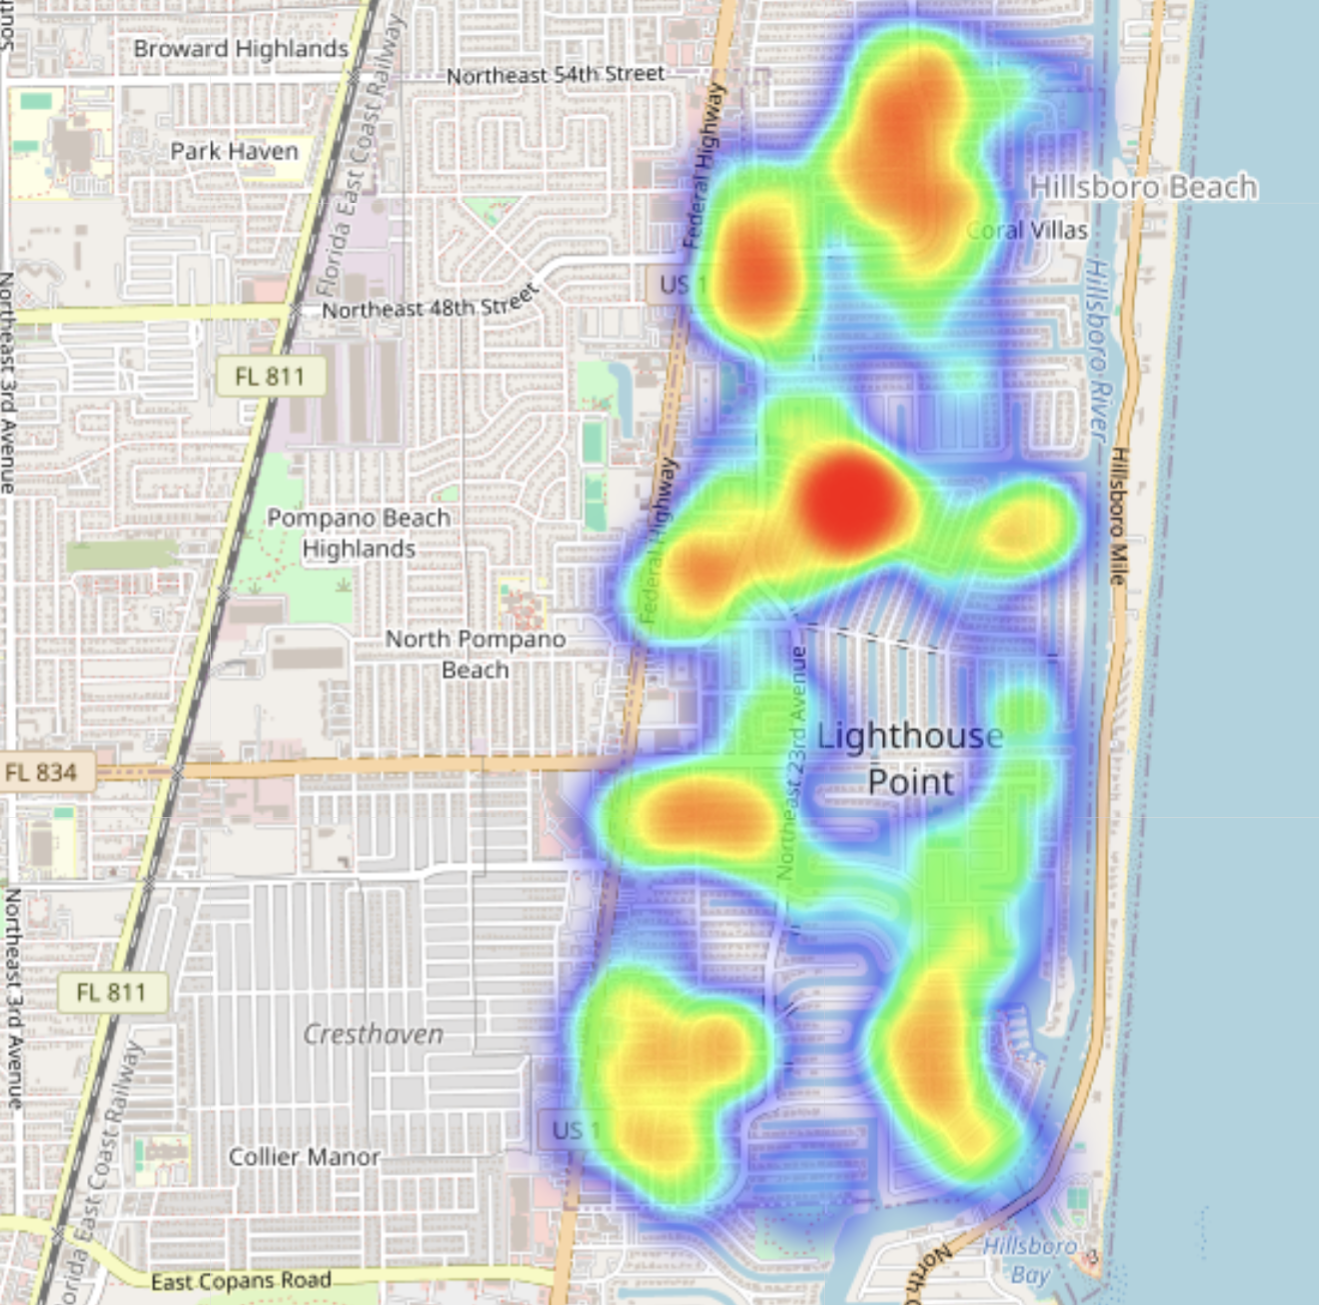 Broward Highlands
Northeast 54th Street
Florida East Coast Railway
Federal Highway
Park Haven
Hillsboro Beach
Coral Villas
US 1
Northeast 48th Street
Northeast 3rd Avenue
FL 811
Hillsboro River
Hillsboro Mile
Pompano Beach
Highlands
Federal Highway
North Pompano
Beach
Northeast 23rd Avenue
Lighthouse
Point
FL 834
Northeast 3rd Avenue
FL 811
Cresthaven
US 1
Collier Manor
Florida East Coast Railway
East Copans Road
Hillsboro
Bay
North